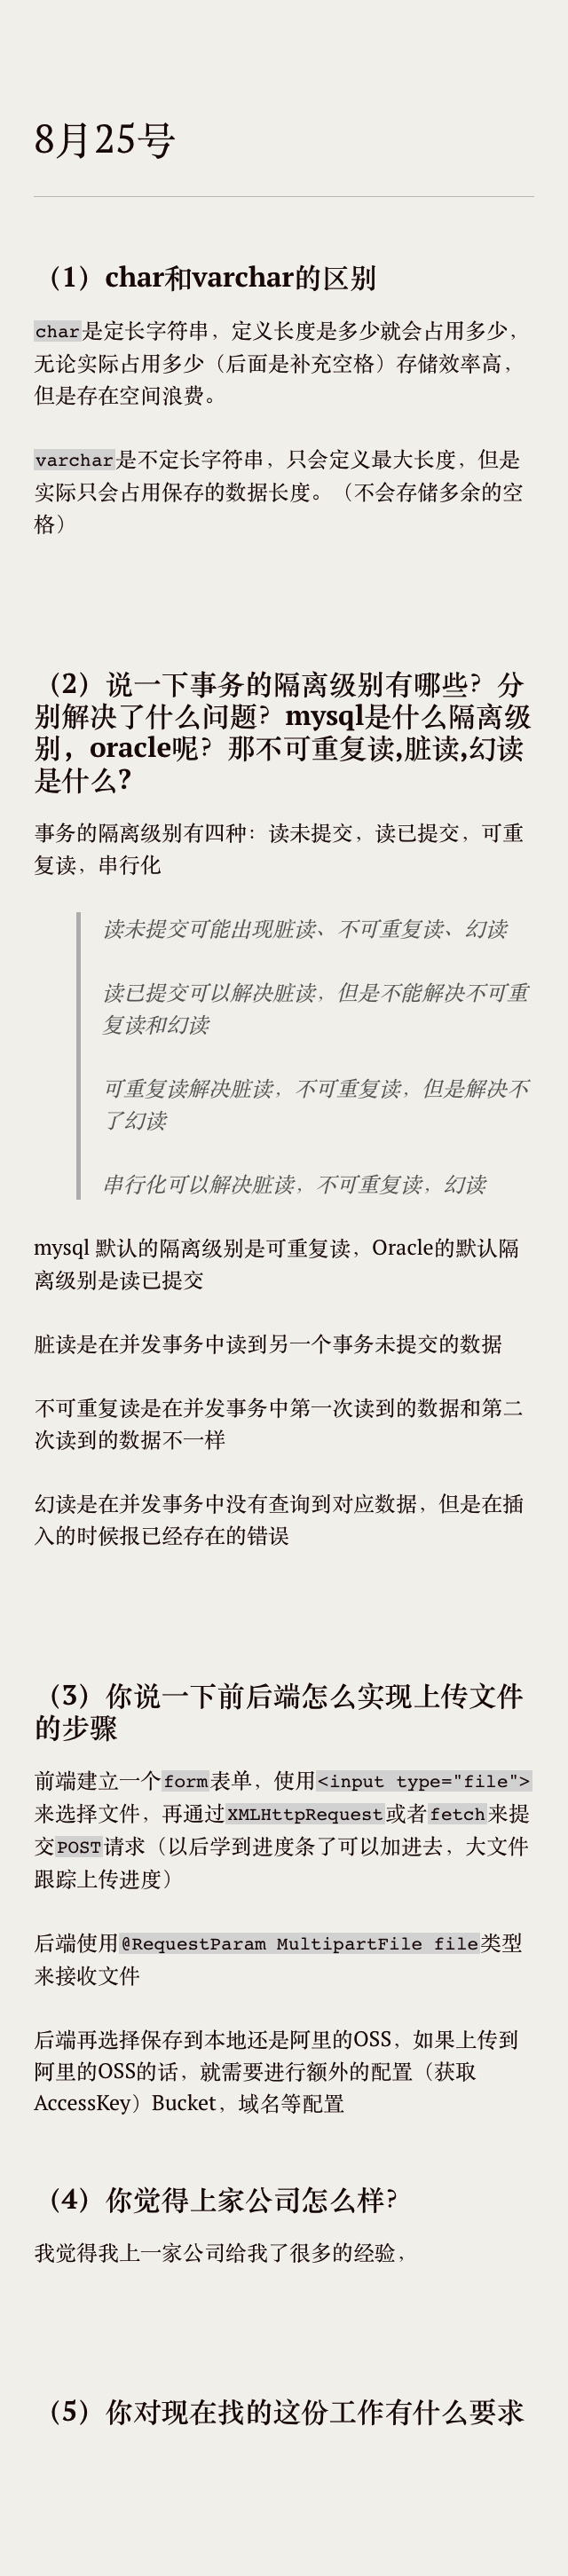 8月25号
（1）char和varchar的区别
char是定长字符串，定义长度是多少就会占用多少，
无论实际占用多少（后面是补充空格）存储效率高，
但是存在空间浪费。
varchar是不定长字符串，只会定义最大长度，但是
实际只会占用保存的数据长度。（不会存储多余的空
格）
（2）说一下事务的隔离级别有哪些？分
别解决了什么问题？mysql是什么隔离级
别，oracle呢？那不可重复读,脏读,幻读
是什么?
事务的隔离级别有四种：读未提交，读已提交，可重
复读，串行化
读未提交可能出现脏读、不可重复读、幻读
读已提交可以解决脏读，但是不能解决不可重
复读和幻读
可重复读解决脏读，不可重复读，但是解决不
了幻读
串行化可以解决脏读，不可重复读，幻读
mysql 默认的隔离级别是可重复读，Oracle的默认隔
离级别是读已提交
脏读是在并发事务中读到另一个事务未提交的数据
不可重复读是在并发事务中第一次读到的数据和第二
次读到的数据不一样
幻读是在并发事务中没有查询到对应数据，但是在插
入的时候报已经存在的错误
（3）你说一下前后端怎么实现上传文件
的步骤
前端建立一个form表单，使用<input type="file">
来选择文件，再通过XMLHttpRequest或者fetch来提
交POST请求（以后学到进度条了可以加进去，大文件
跟踪上传进度）
后端使用@RequestParam MultipartFile file类型
来接收文件
后端再选择保存到本地还是阿里的OSS，如果上传到
阿里的OSS的话，就需要进行额外的配置（获取
AccessKey）Bucket，域名等配置
（4）你觉得上家公司怎么样?
我觉得我上一家公司给我了很多的经验，
（5）你对现在找的这份工作有什么要求